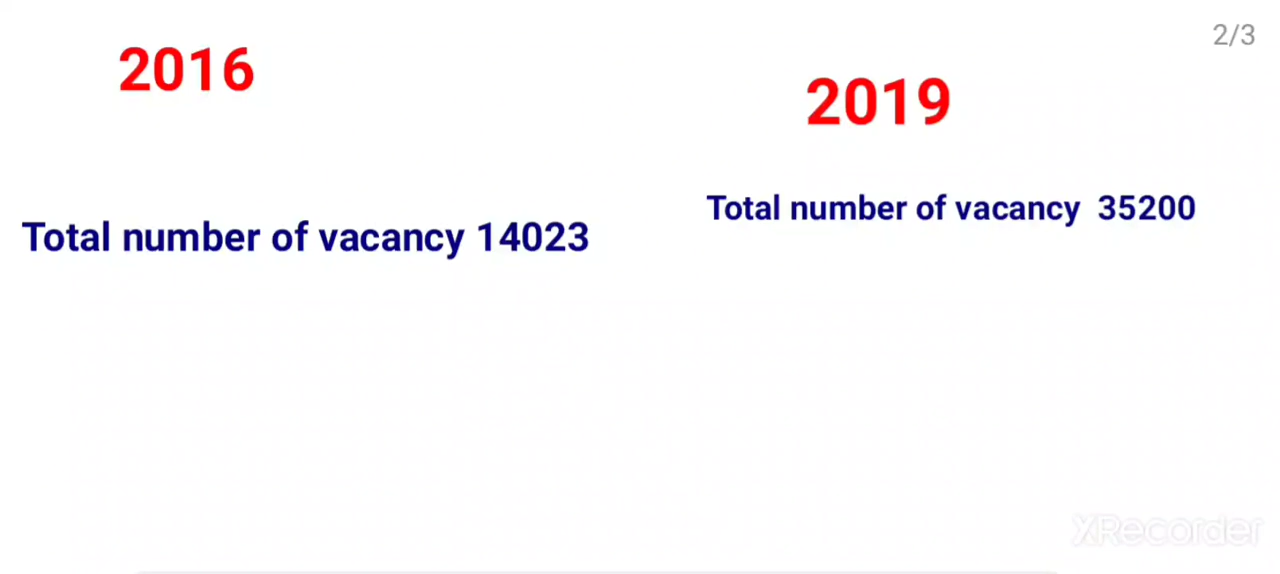 2016
Total number of vacancy 14023
2019
Total number of vacancy 35200
2/3
XRecorder